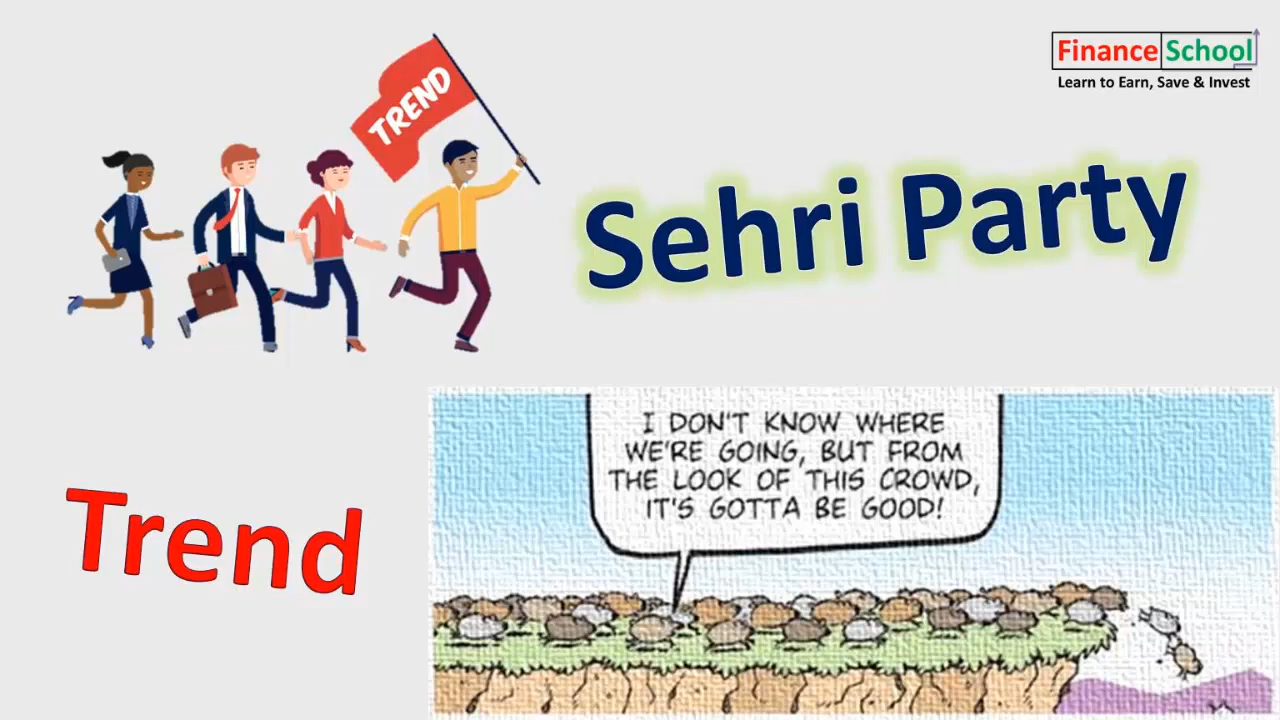 FinanceSchool
Learn to Earn, Save & Invest
TREND
Sehri Party
I DON'T KNOW WHERE
WE'RE GOING, BUT FROM
THE LOOK OF THIS CROWD,
IT'S GOTTA BE GOOD!
Trend